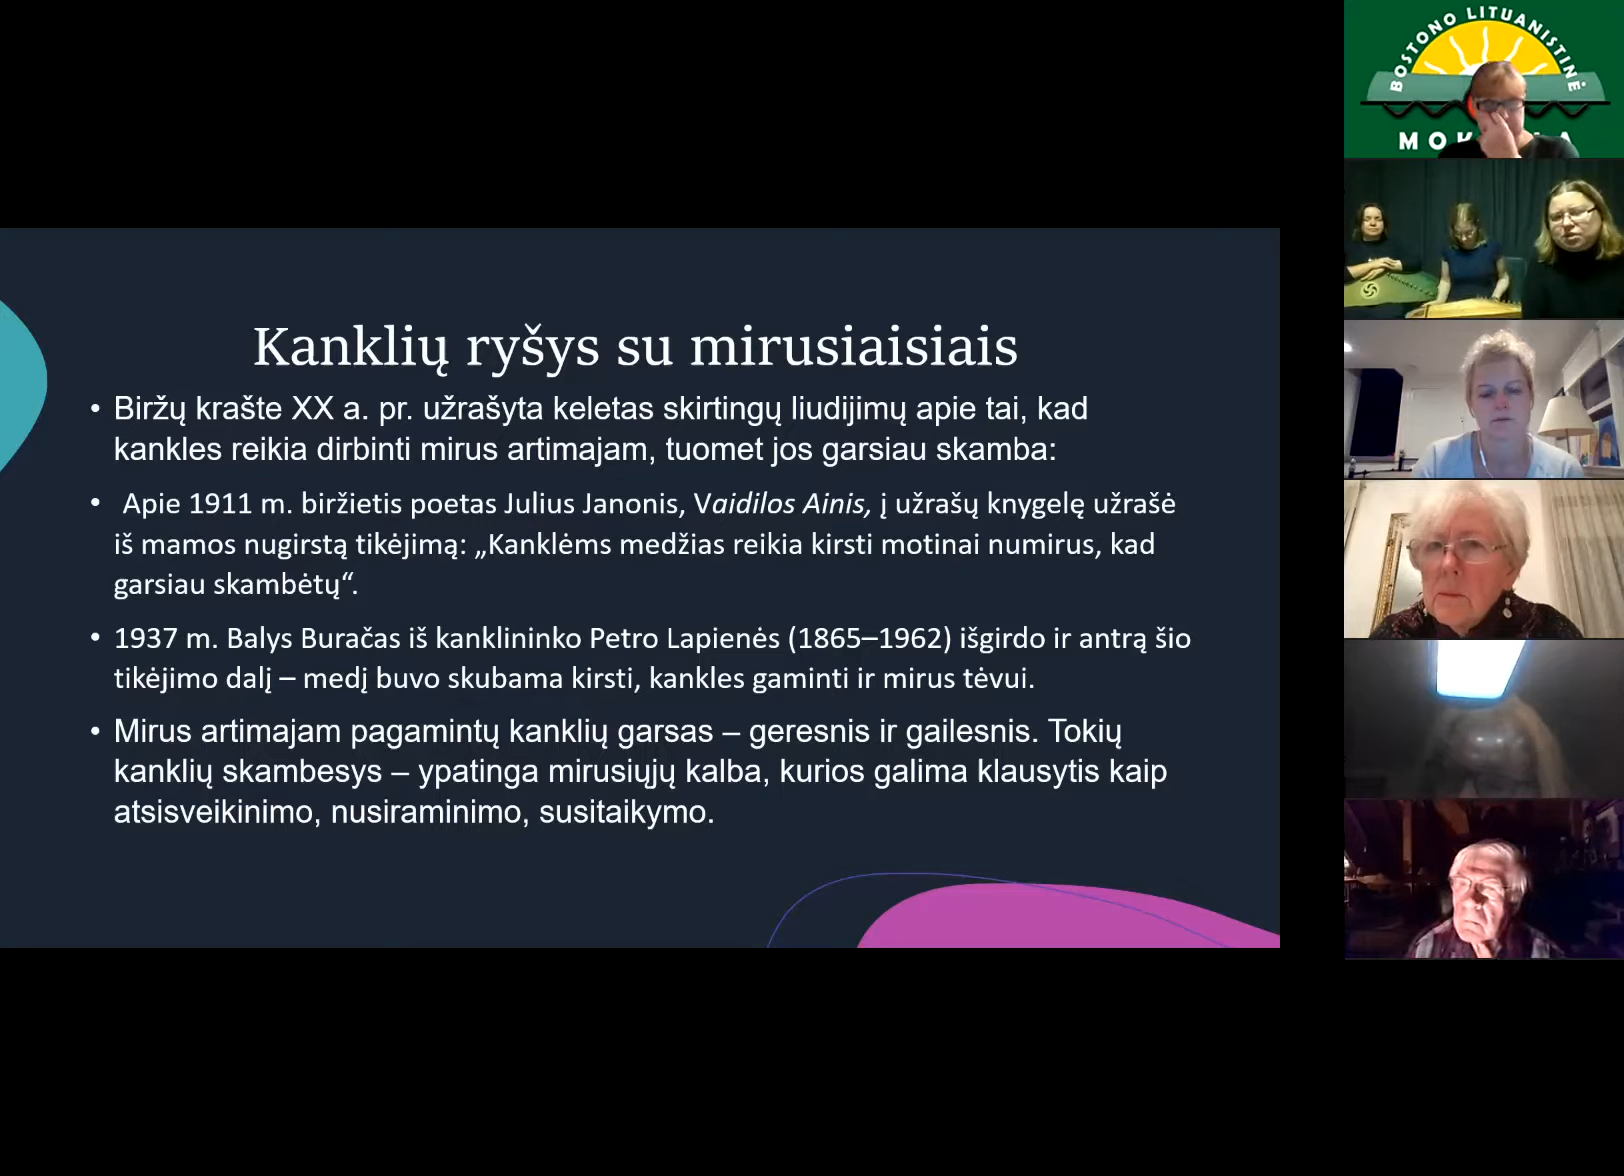 Kanklių ryšys su mirusiaisiais
• Biržų krašte XX a. pr. užrašyta keletas skirtingų liudijimų apie tai, kad
kankles reikia dirbinti mirus artimajam, tuomet jos garsiau skamba:
• Apie 1911 m. biržietis poetas Julius Janonis, Vaidilos Ainis, į užrašų knygelę užrašė
iš mamos nugirstą tikėjimą: „Kanklėms medžias reikia kirsti motinai numirus, kad
garsiau skambėtų“.
• 1937 m. Balys Buračas iš kanklininko Petro Lapienės (1865–1962) išgirdo ir antrą šio
tikėjimo dalį – medį buvo skubama kirsti, kankles gaminti ir mirus tėvui.
• Mirus artimajam pagamintų kanklių garsas – geresnis ir gailesnis. Tokių
kanklių skambesys – ypatinga mirusiųjų kalba, kurios galima klausytis kaip
atsisveikinimo, nusiraminimo, susitaikymo.
BOSTONO LITUANISTINĖ